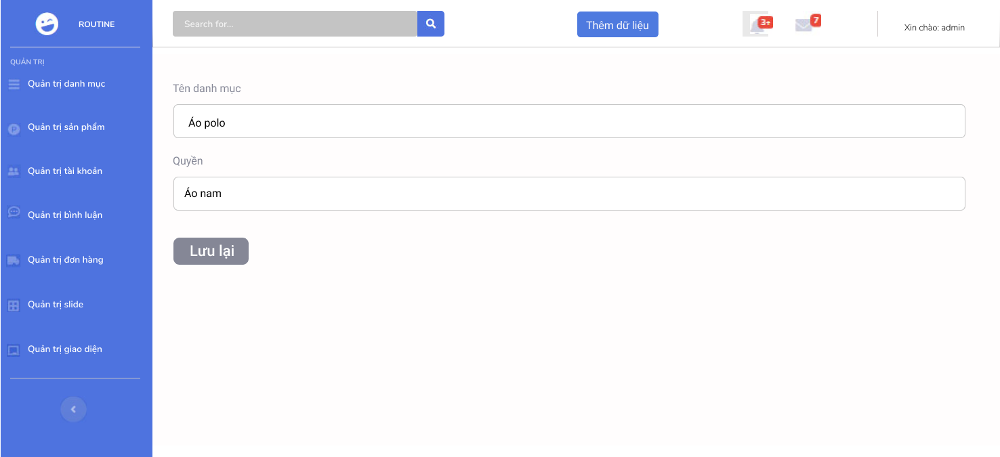 ROUTINE
Search for...
Thêm dữ liệu
3+
7
Xin chào: admin
QUẢN TRỊ
Quản trị danh mục
Quản trị sản phẩm
Quản trị tài khoản
Quản trị bình luận
Quản trị đơn hàng
Quản trị slide
Quản trị giao diện
Tên danh mục
Áo polo
Quyền
Áo nam
Lưu lại